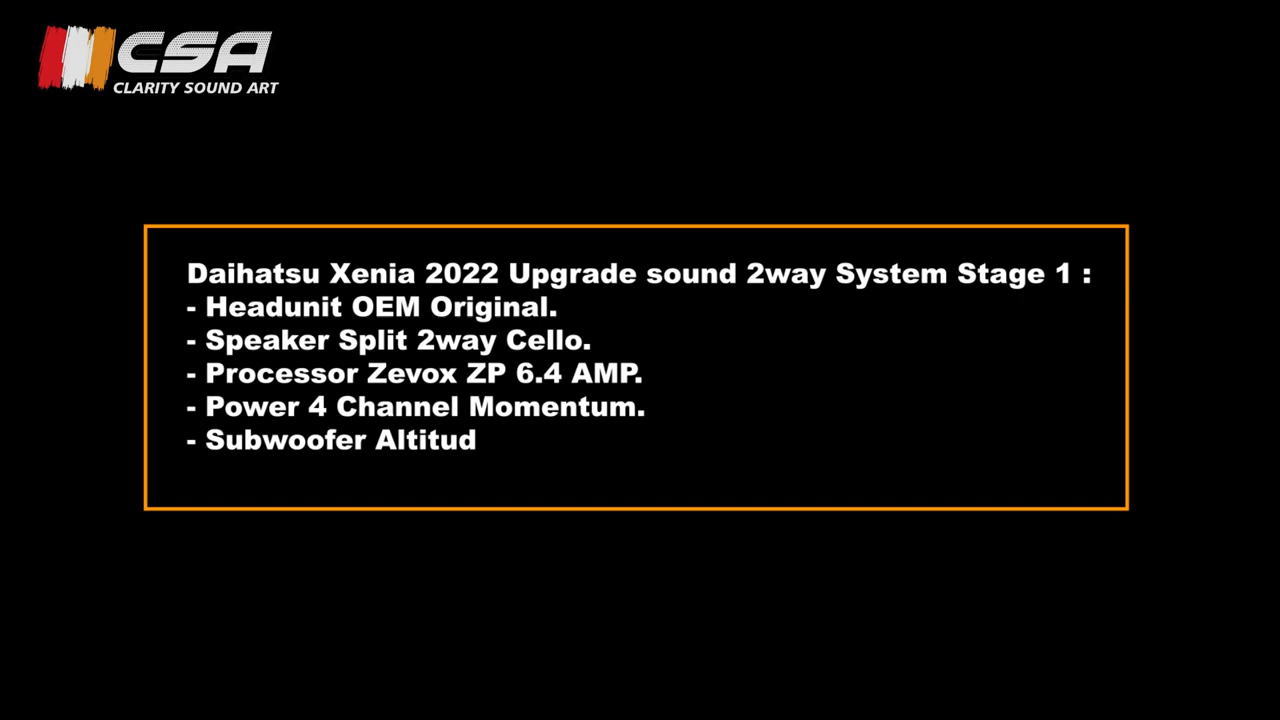 CSA
CLARITY SOUND ART
Daihatsu Xenia 2022 Upgrade sound 2way System Stage 1 :
- Headunit OEM Original.
- Speaker Split 2way Cello.
- Processor Zevox ZP 6.4 AMP.
- Power 4 Channel Momentum.
- Subwoofer Altitud